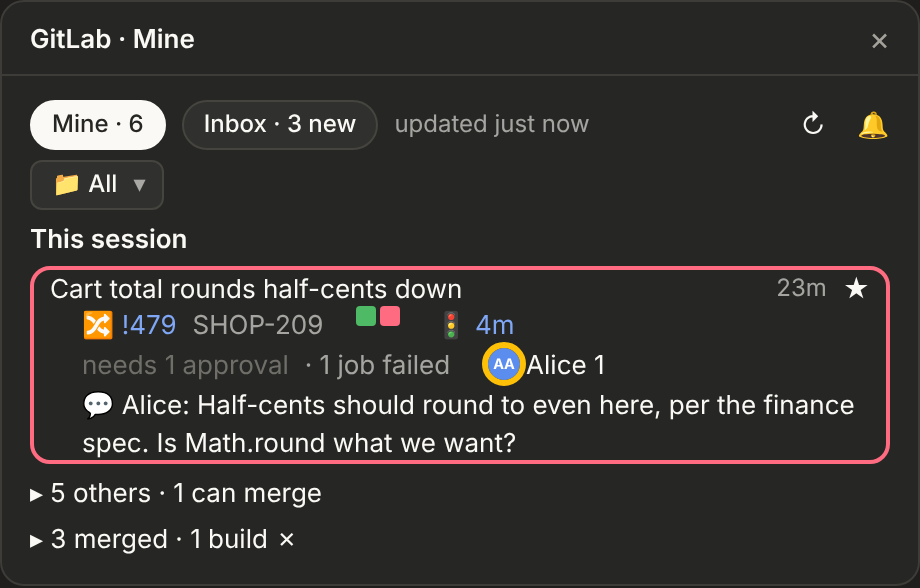 GitLab · Mine ×
Mine · 6 Inbox · 3 new updated just now
All
This session
Cart total rounds half-cents down 23m
!479 SHOP-209 4m
needs 1 approval · 1 job failed AA Alice 1
Alice: Half-cents should round to even here, per the finance
spec. Is Math.round what we want?
5 others · 1 can merge
3 merged · 1 build ×